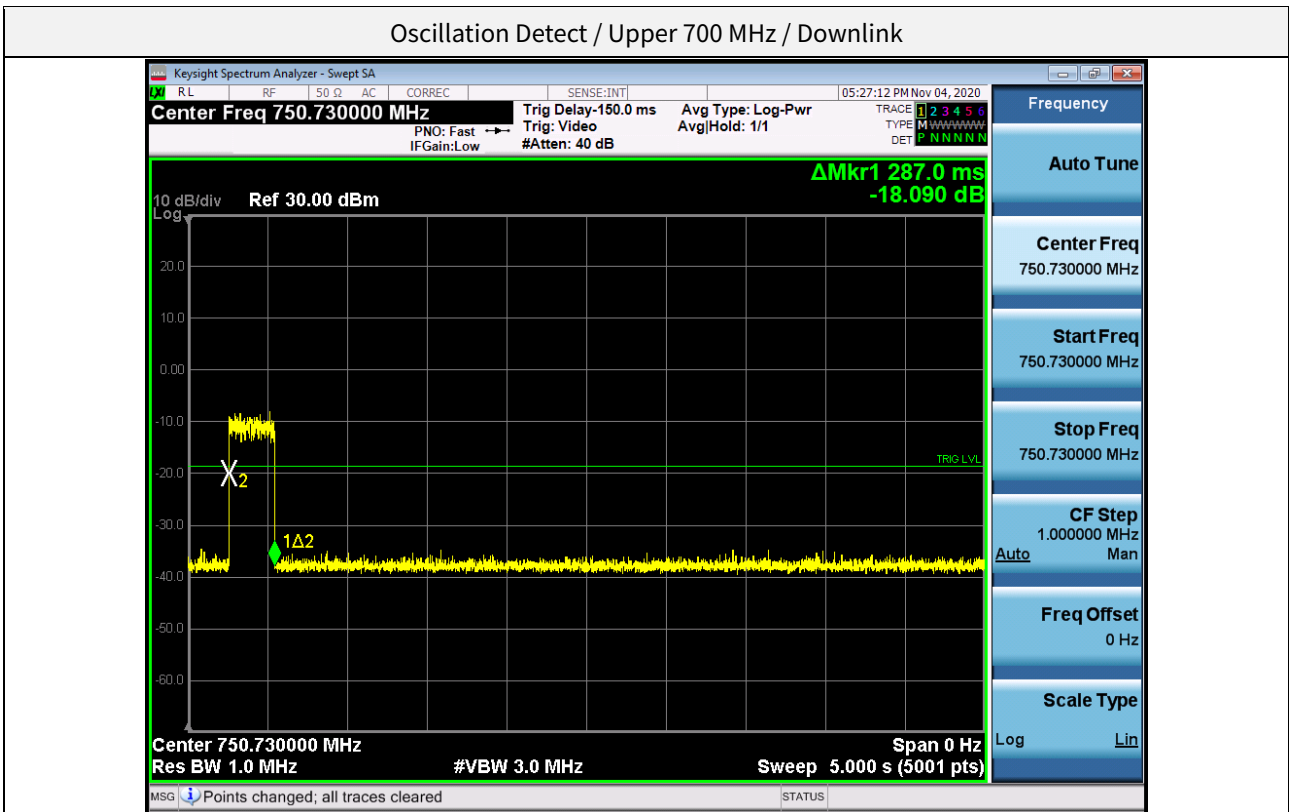 Oscillation Detect / Upper 700 MHz / Downlink
Keysight Spectrum Analyzer - Swept SA
LXI RL RF 50 Ω AC CORREC SENSE:INT 05:27:12 PM Nov 04, 2020
Center Freq 750.730000 MHz
PNO: Fast
IFGain:Low
Trig Delay-150.0 ms
Trig: Video
#Atten: 40 dB
Avg Type: Log-Pwr
Avg|Hold: 1/1
TRACE 1 2 3 4 5 6
TYPE M WWWWW
DET P N N N N N
ΔMkr1 287.0 ms
-18.090 dB
10 dB/div Ref 30.00 dBm
Log
20.0
10.0
0.00
-10.0
TRIG LVL
-20.0
2
-30.0
1Δ2
-40.0
-50.0
-60.0
Center 750.730000 MHz Span 0 Hz
Res BW 1.0 MHz #VBW 3.0 MHz Sweep 5.000 s (5001 pts)
MSG Points changed; all traces cleared STATUS
Frequency
Auto Tune
Center Freq
750.730000 MHz
Start Freq
750.730000 MHz
Stop Freq
750.730000 MHz
CF Step
1.000000 MHz
Auto Man
Freq Offset
0 Hz
Scale Type
Log Lin